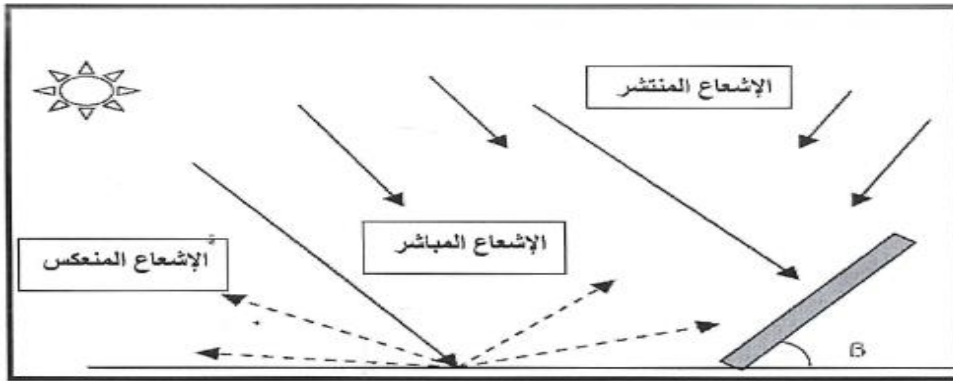 الإشعاع المنتشر
الإشعاع المباشر
الإشعاع المنعكس
β